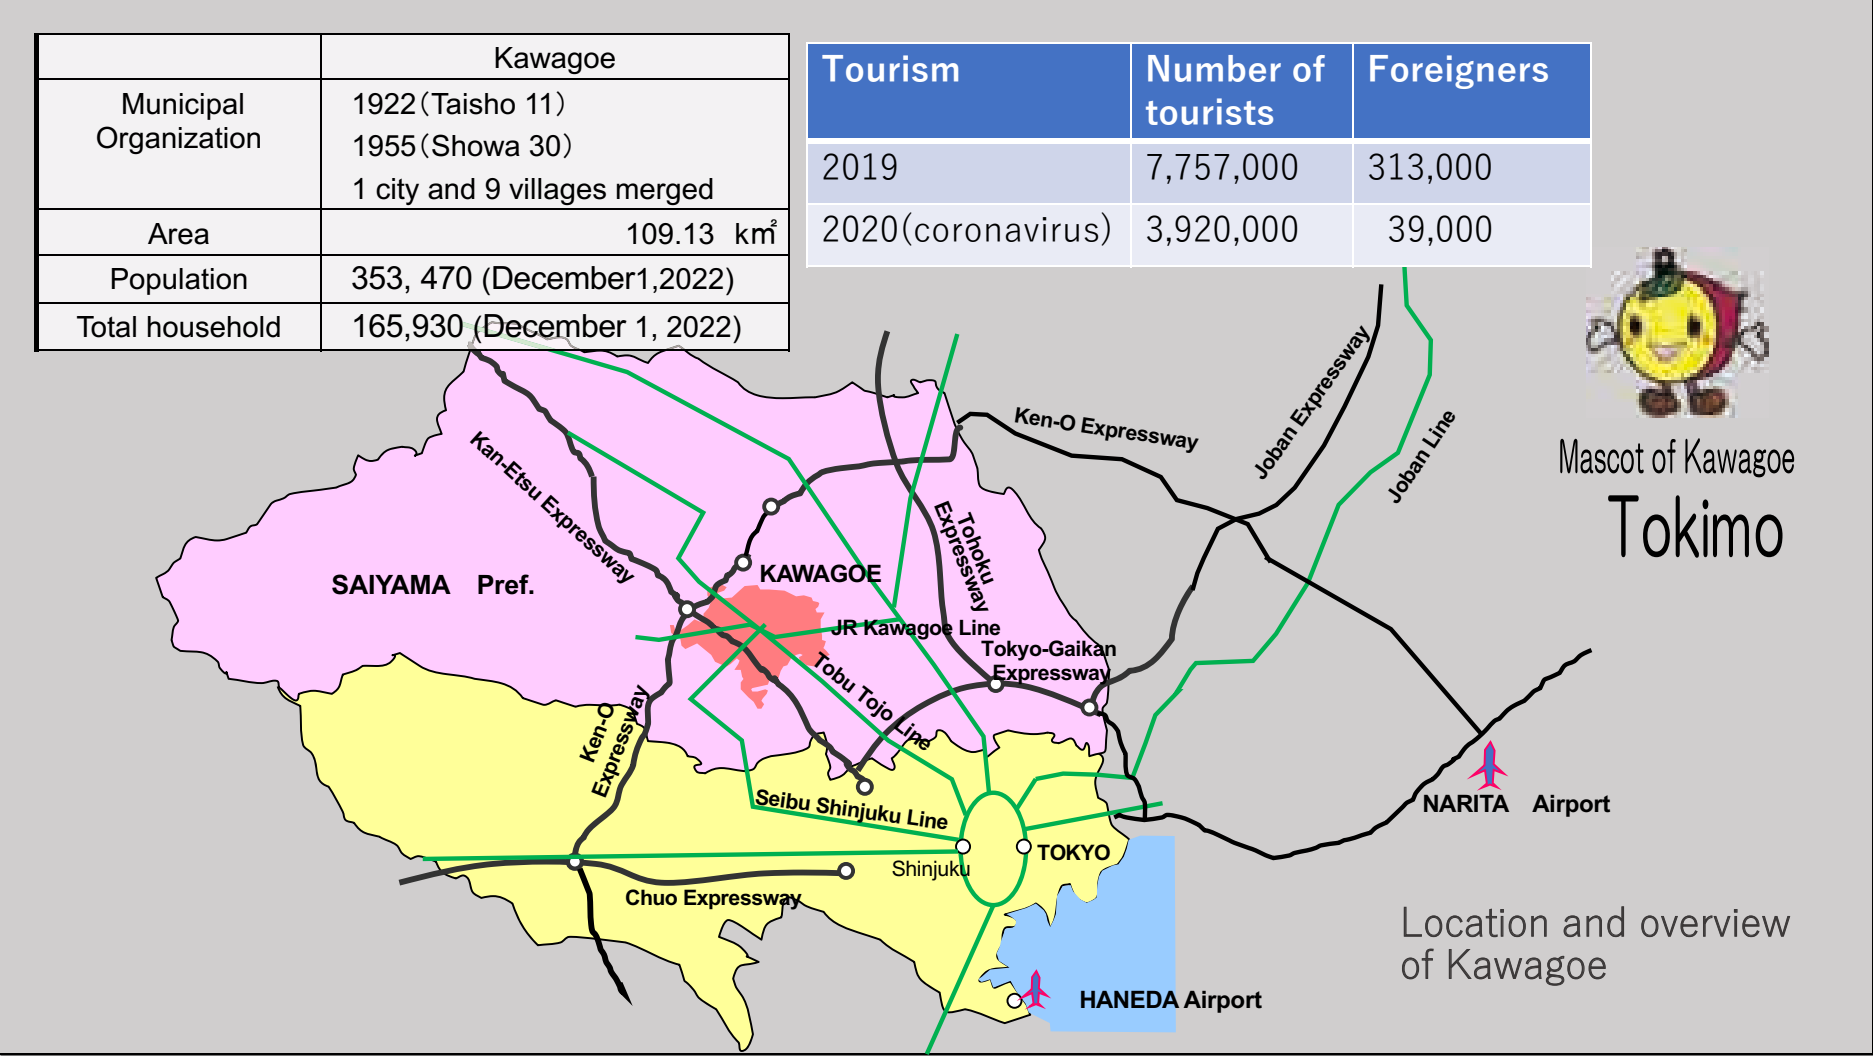 Kawagoe
Municipal
Organization
1922(Taisho 11)
1955(Showa 30)
1 city and 9 villages merged
Area
109.13 k㎡
Population
353, 470 (December1,2022)
Total household
165,930 (December 1, 2022)
Tourism
Number of
tourists
Foreigners
2019
7,757,000
313,000
2020(coronavirus)
3,920,000
39,000
Mascot of Kawagoe
Tokimo
Ken-O Expressway
Joban Expressway
Joban Line
Kan-Etsu Expressway
Tohoku
Expressway
SAIYAMA Pref.
KAWAGOE
JR Kawagoe Line
Tokyo-Gaikan
Expressway
Tobu Tojo Line
Ken-O
Expressway
Seibu Shinjuku Line
NARITA Airport
Shinjuku
TOKYO
Chuo Expressway
HANEDA Airport
Location and overview
of Kawagoe